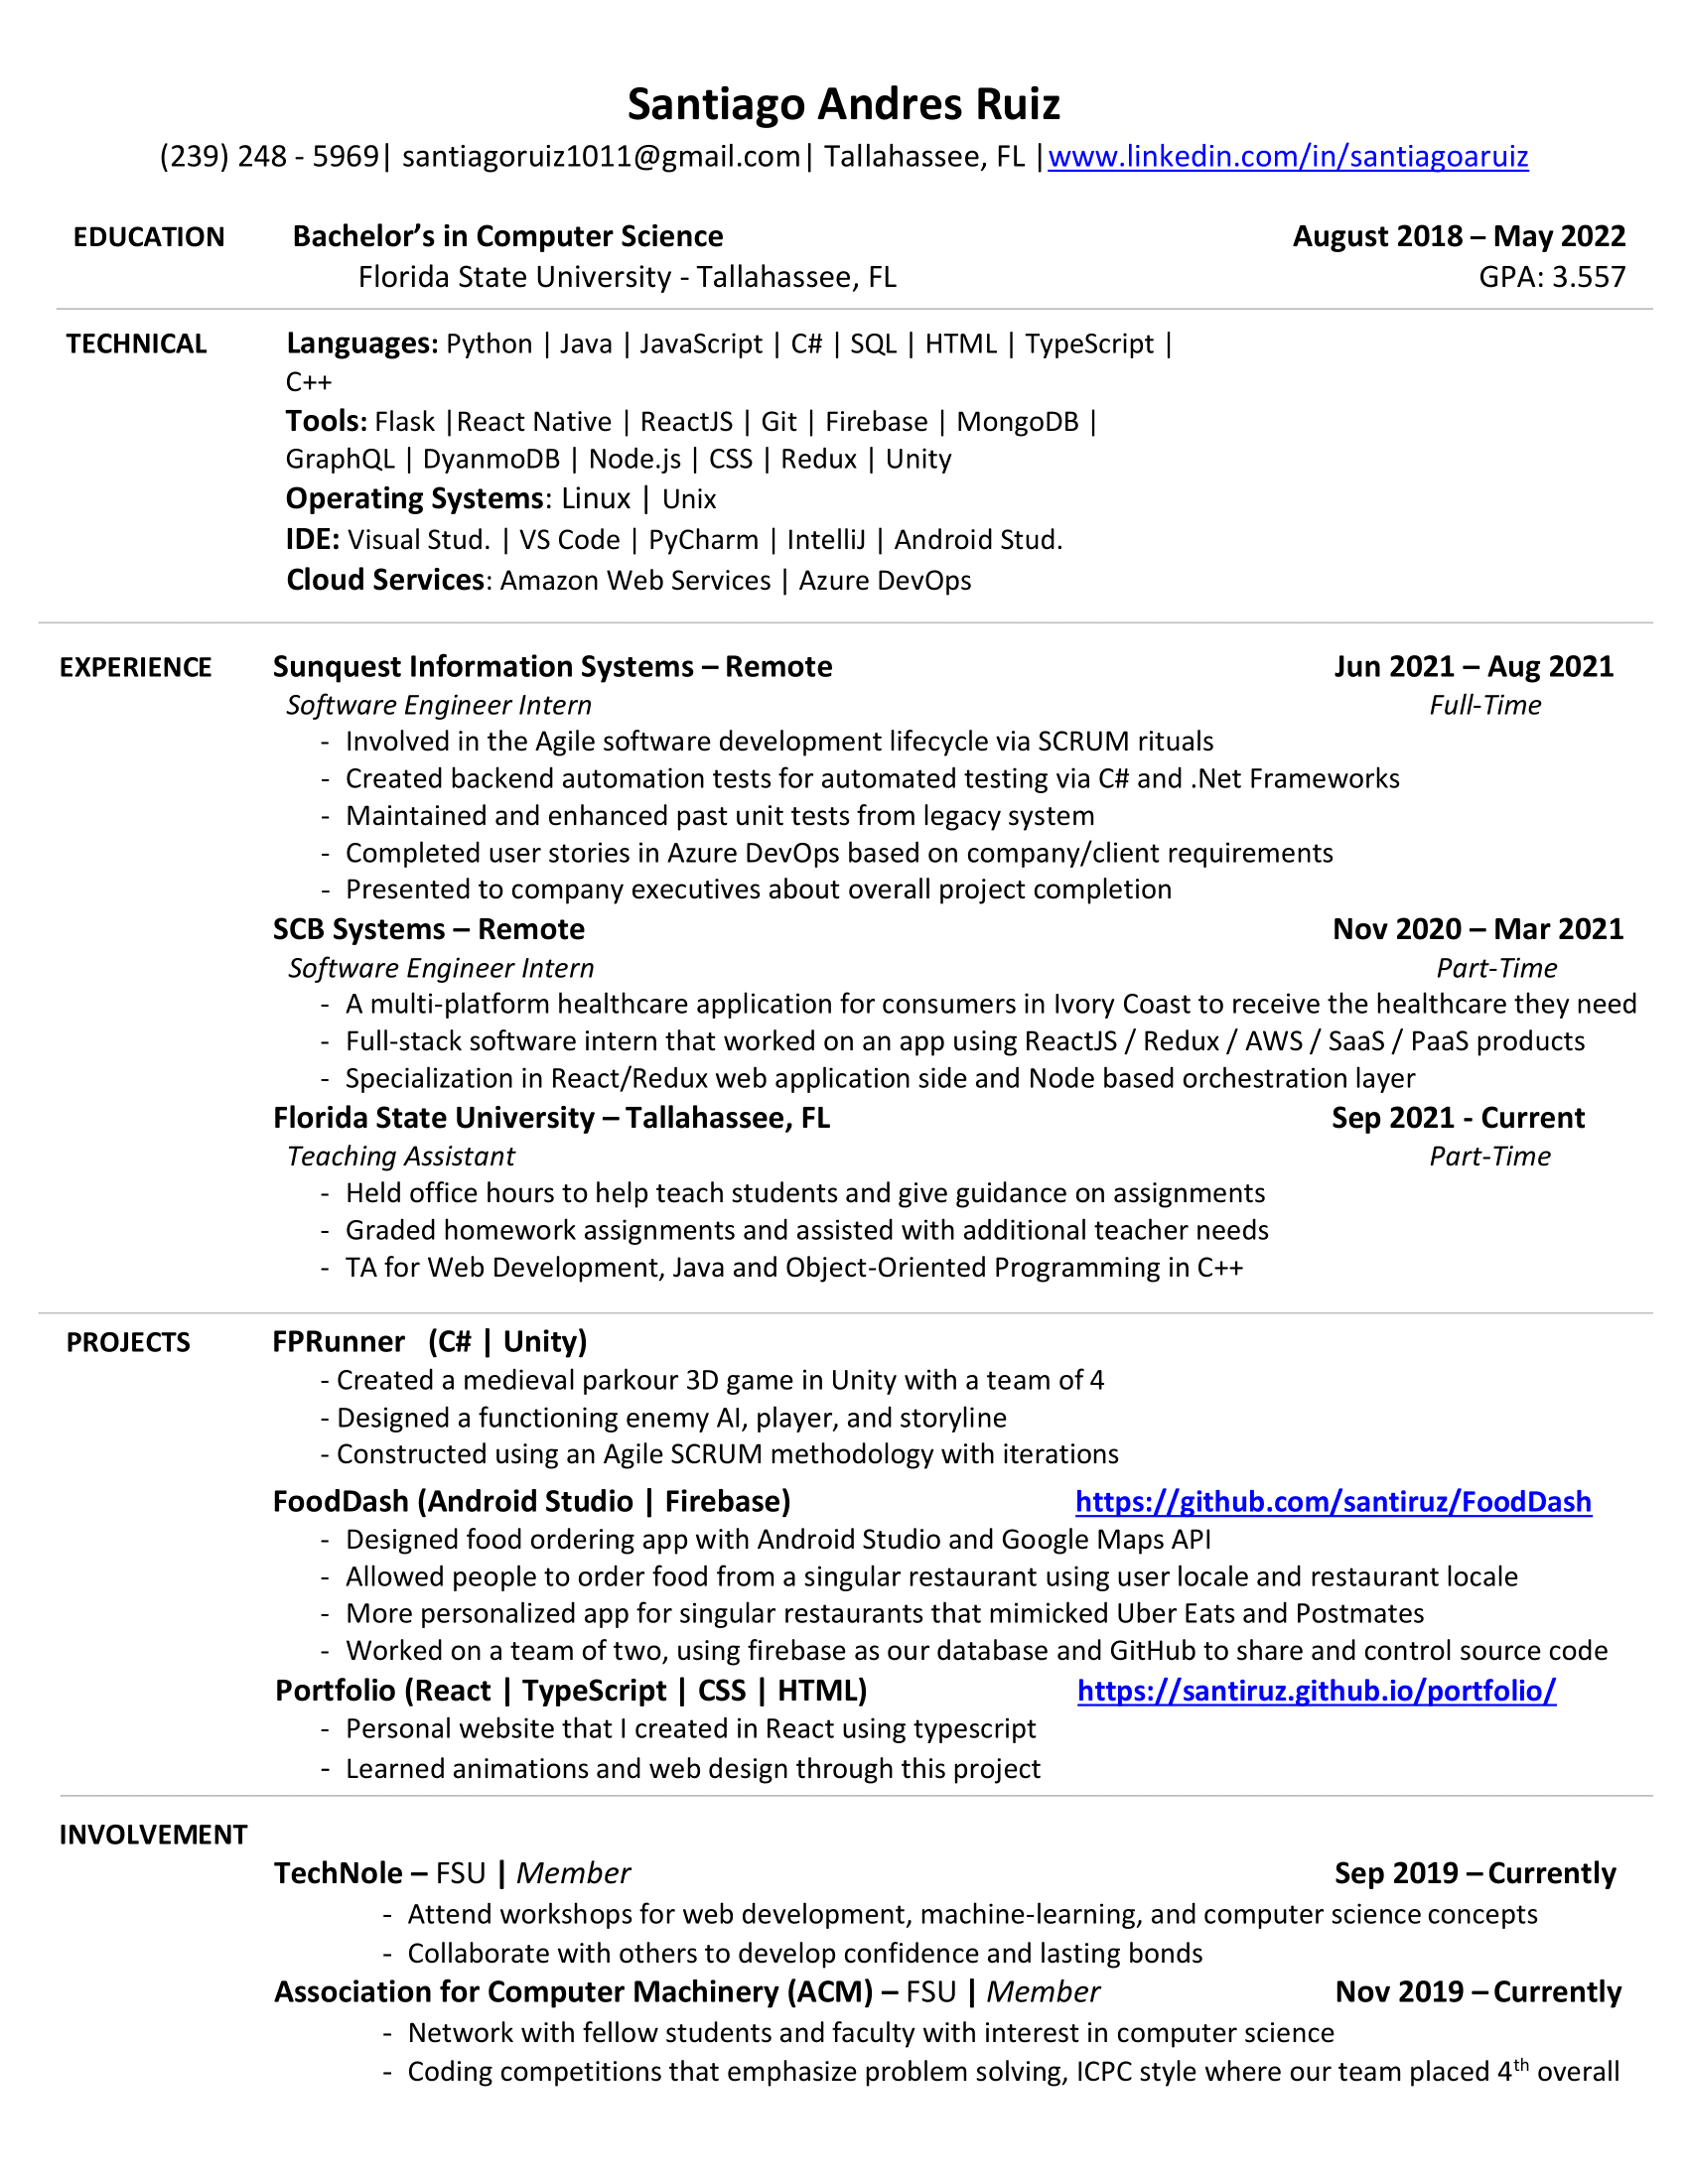 Santiago Andres Ruiz
(239) 248 - 5969| santiagoruiz1011@gmail.com| Tallahassee, FL |www.linkedin.com/in/santiagoaruiz
EDUCATION Bachelor’s in Computer Science August 2018 – May 2022
Florida State University - Tallahassee, FL GPA: 3.557
TECHNICAL Languages: Python | Java | JavaScript | C# | SQL | HTML | TypeScript |
C++
Tools: Flask |React Native | ReactJS | Git | Firebase | MongoDB |
GraphQL | DyanmoDB | Node.js | CSS | Redux | Unity
Operating Systems: Linux | Unix
IDE: Visual Stud. | VS Code | PyCharm | IntelliJ | Android Stud.
Cloud Services: Amazon Web Services | Azure DevOps
EXPERIENCE Sunquest Information Systems – Remote Jun 2021 – Aug 2021
Software Engineer Intern Full-Time
- Involved in the Agile software development lifecycle via SCRUM rituals
- Created backend automation tests for automated testing via C# and .Net Frameworks
- Maintained and enhanced past unit tests from legacy system
- Completed user stories in Azure DevOps based on company/client requirements
- Presented to company executives about overall project completion
SCB Systems – Remote Nov 2020 – Mar 2021
Software Engineer Intern Part-Time
- A multi-platform healthcare application for consumers in Ivory Coast to receive the healthcare they need
- Full-stack software intern that worked on an app using ReactJS / Redux / AWS / SaaS / PaaS products
- Specialization in React/Redux web application side and Node based orchestration layer
Florida State University – Tallahassee, FL Sep 2021 - Current
Teaching Assistant Part-Time
- Held office hours to help teach students and give guidance on assignments
- Graded homework assignments and assisted with additional teacher needs
- TA for Web Development, Java and Object-Oriented Programming in C++
PROJECTS FPRunner (C# | Unity)
- Created a medieval parkour 3D game in Unity with a team of 4
- Designed a functioning enemy AI, player, and storyline
- Constructed using an Agile SCRUM methodology with iterations
FoodDash (Android Studio | Firebase) https://github.com/santiruz/FoodDash
- Designed food ordering app with Android Studio and Google Maps API
- Allowed people to order food from a singular restaurant using user locale and restaurant locale
- More personalized app for singular restaurants that mimicked Uber Eats and Postmates
- Worked on a team of two, using firebase as our database and GitHub to share and control source code
Portfolio (React | TypeScript | CSS | HTML) https://santiruz.github.io/portfolio/
- Personal website that I created in React using typescript
- Learned animations and web design through this project
INVOLVEMENT
TechNole – FSU | Member Sep 2019 – Currently
- Attend workshops for web development, machine-learning, and computer science concepts
- Collaborate with others to develop confidence and lasting bonds
Association for Computer Machinery (ACM) – FSU | Member Nov 2019 – Currently
- Network with fellow students and faculty with interest in computer science
- Coding competitions that emphasize problem solving, ICPC style where our team placed 4th overall